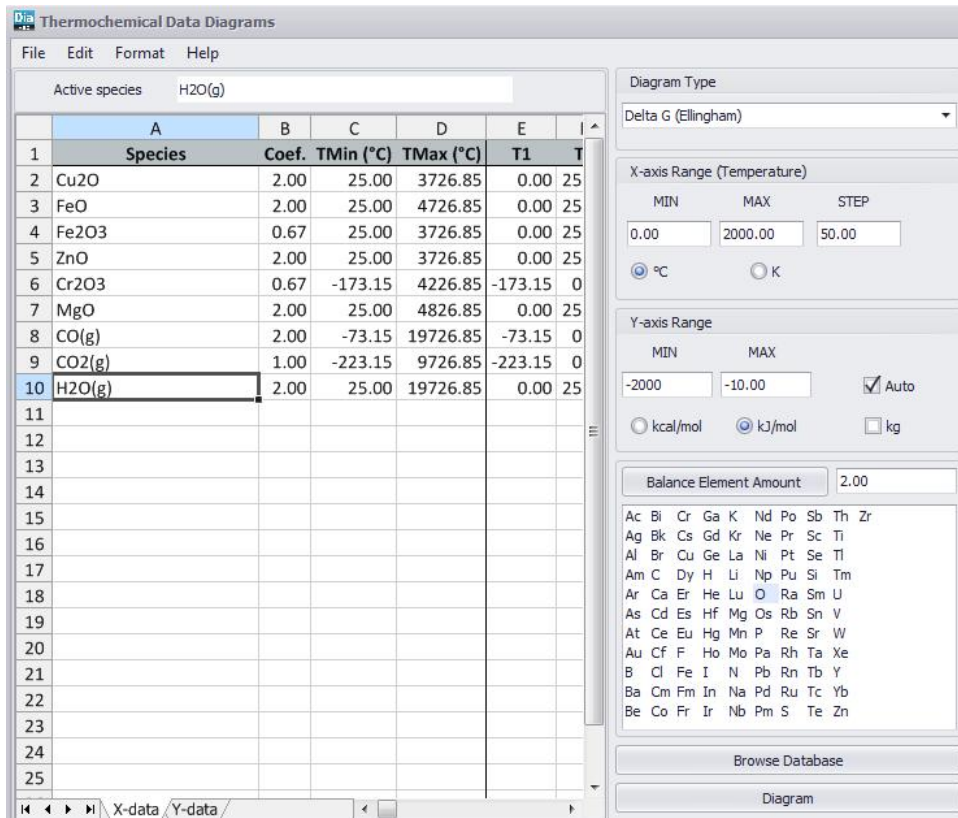 Dia Thermochemical Data Diagrams
File Edit Format Help
Active species H2O(g)
A B C D E
1 Species Coef. TMin (°C) TMax (°C) T1 T
2 Cu2O 2.00 25.00 3726.85 0.00 25
3 FeO 2.00 25.00 4726.85 0.00 25
4 Fe2O3 0.67 25.00 3726.85 0.00 25
5 ZnO 2.00 25.00 3726.85 0.00 25
6 Cr2O3 0.67 -173.15 4226.85 -173.15 0
7 MgO 2.00 25.00 4826.85 0.00 25
8 CO(g) 2.00 -73.15 19726.85 -73.15 0
9 CO2(g) 1.00 -223.15 9726.85 -223.15 0
10 H2O(g) 2.00 25.00 19726.85 0.00 25
11
12
13
14
15
16
17
18
19
20
21
22
23
24
25
X-data Y-data
Diagram Type
Delta G (Ellingham)
X-axis Range (Temperature)
MIN MAX STEP
0.00 2000.00 50.00
°C K
Y-axis Range
MIN MAX
-2000 -10.00 Auto
kcal/mol kJ/mol kg
Balance Element Amount 2.00
Ac Bi Cr Ga K Nd Po Sb Th Zr
Ag Bk Cs Gd Kr Ne Pr Sc Ti
Al Br Cu Ge La Ni Pt Se Tl
Am C Dy H Li Np Pu Si Tm
Ar Ca Er He Lu O Ra Sm U
As Cd Es Hf Mg Os Rb Sn V
At Ce Eu Hg Mn P Re Sr W
Au Cf F Ho Mo Pa Rh Ta Xe
B Cl Fe I N Pb Rn Tb Y
Ba Cm Fm In Na Pd Ru Tc Yb
Be Co Fr Ir Nb Pm S Te Zn
Browse Database
Diagram